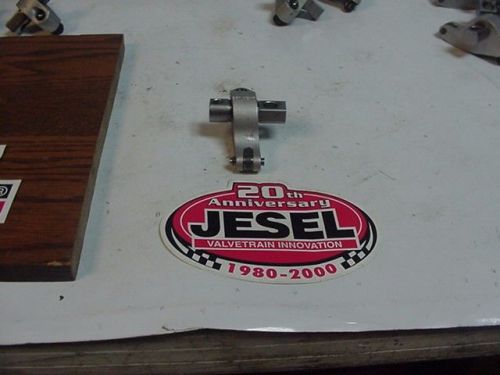 20th
Anniversary
JESEL
VALVETRAIN INNOVATION
1980-2000
®